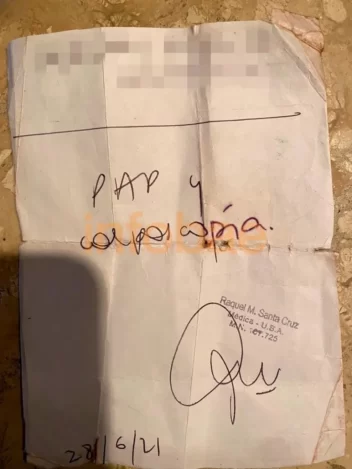 PAP y
colposcopía.
infobae
Raquel M. Santa Cruz
Médica - U.B.A.
28/6/21